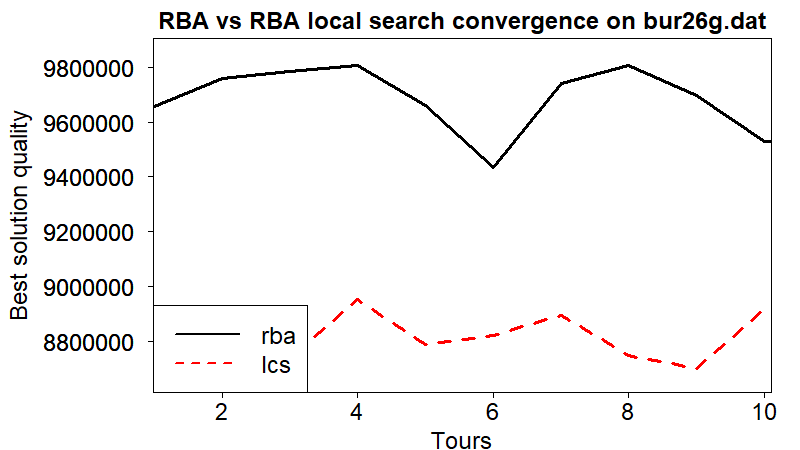 RBA vs RBA local search convergence on bur26g.dat
Best solution quality
9800000
9600000
9400000
9200000
9000000
8800000
rba
lcs
2
4
6
8
10
Tours